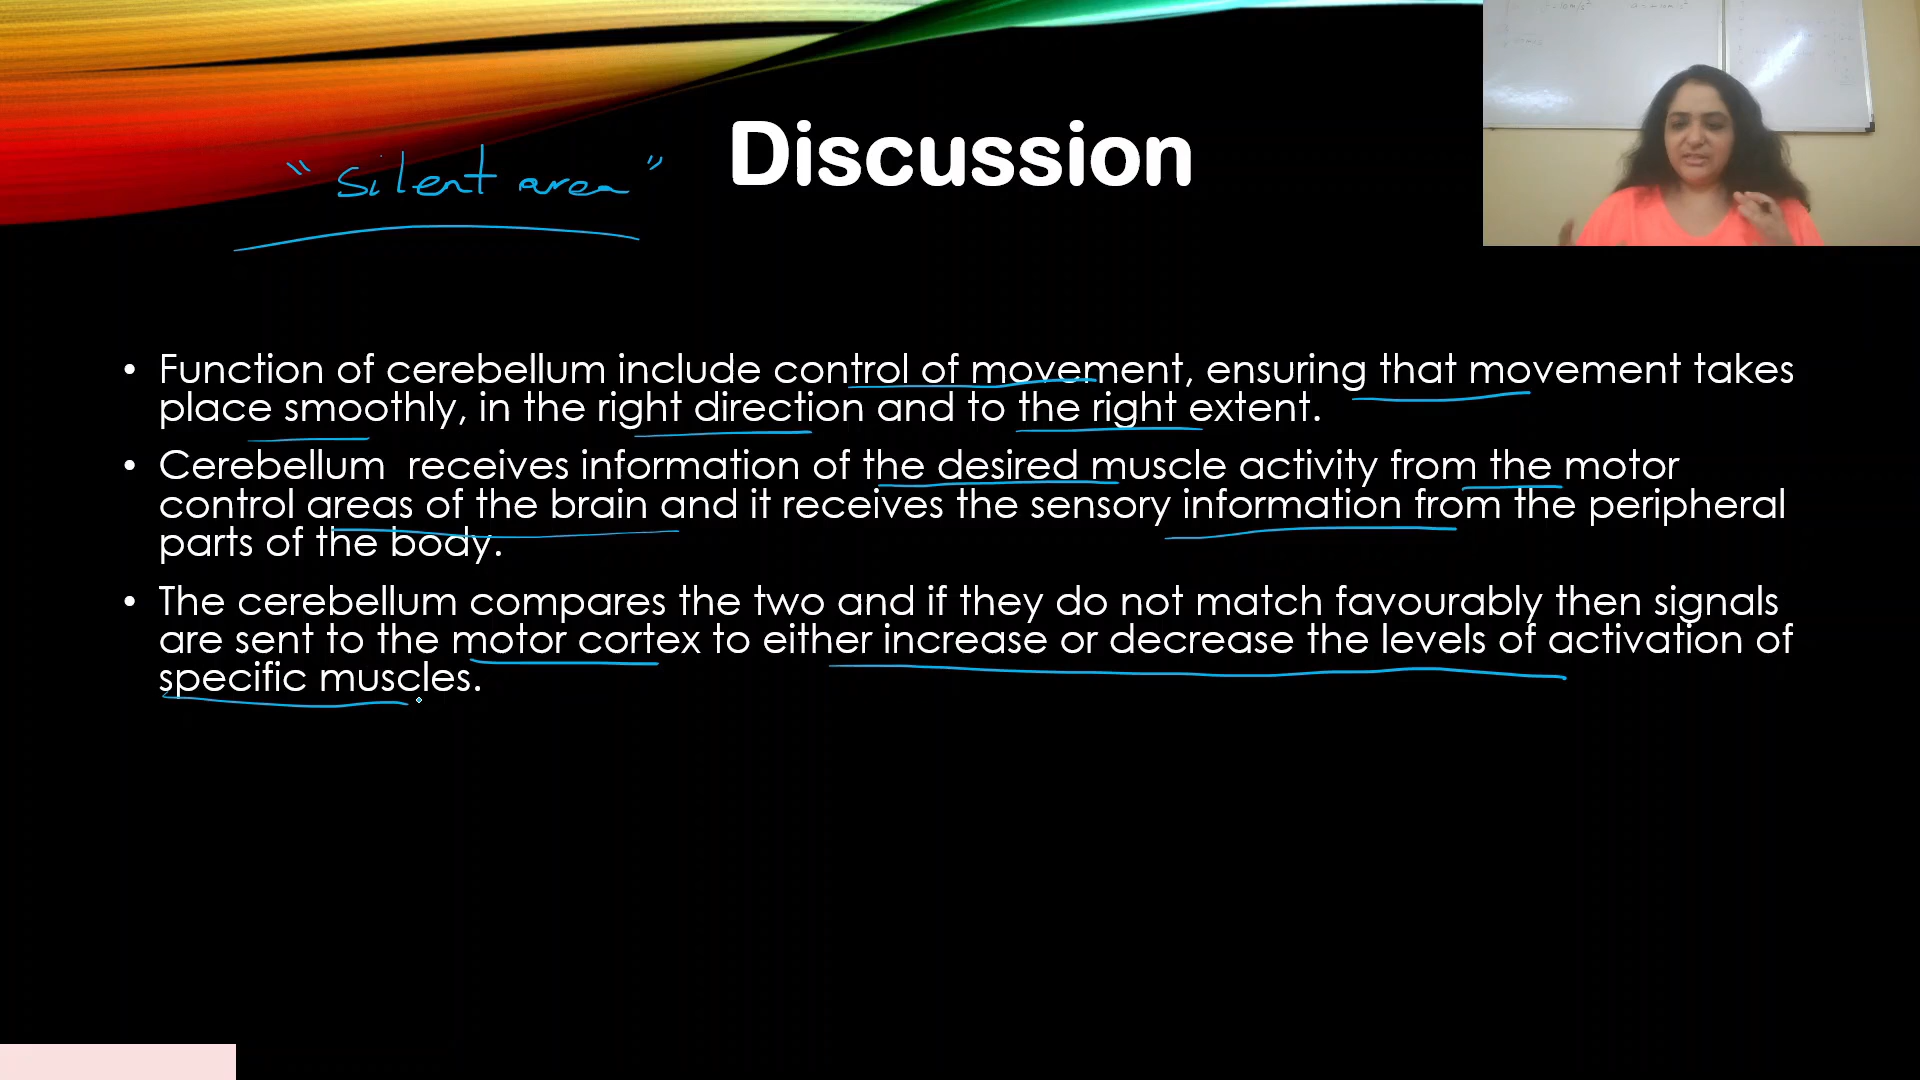 "silent area"
Discussion
• Function of cerebellum include control of movement, ensuring that movement takes
place smoothly, in the right direction and to the right extent.
• Cerebellum  receives information of the desired muscle activity from the motor
control areas of the brain and it receives the sensory information from the peripheral
parts of the body.
• The cerebellum compares the two and if they do not match favourably then signals
are sent to the motor cortex to either increase or decrease the levels of activation of
specific muscles.